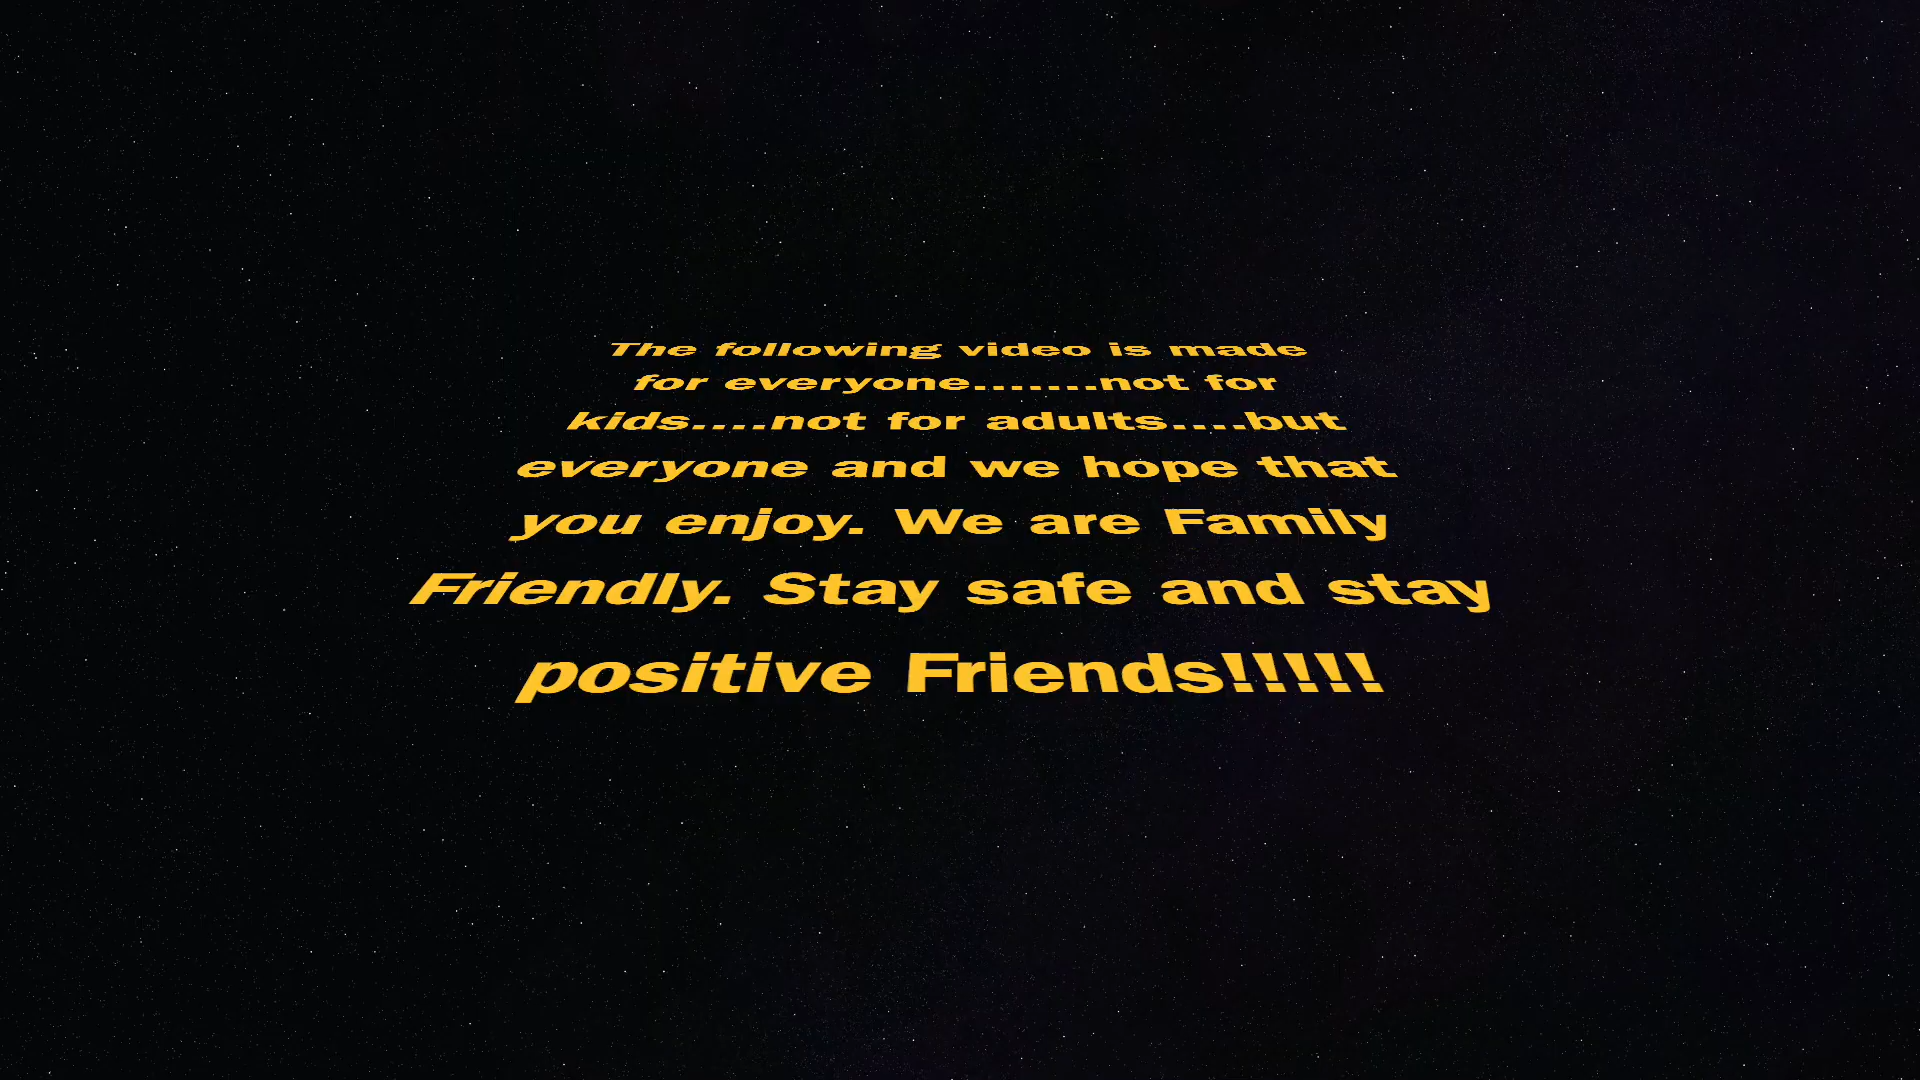 The following video is made
for everyone.......not for
kids....not for adults....but
everyone and we hope that
you enjoy. We are Family
Friendly. Stay safe and stay
positive Friends!!!!!